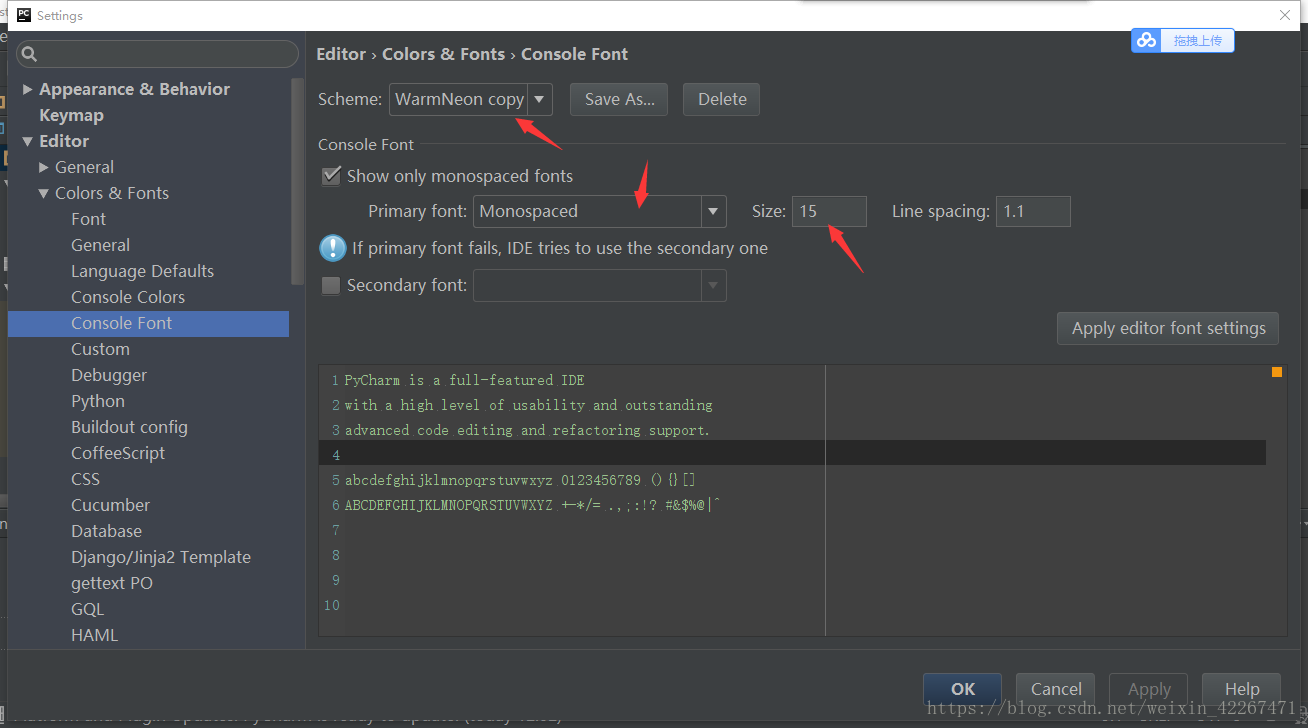 Settings
拖拽上传
Editor › Colors & Fonts › Console Font
Scheme: WarmNeon copy Save As... Delete
Console Font
Show only monospaced fonts
Primary font: Monospaced Size: 15 Line spacing: 1.1
If primary font fails, IDE tries to use the secondary one
Secondary font:
Apply editor font settings
Appearance & Behavior
Keymap
Editor
General
Colors & Fonts
Font
General
Language Defaults
Console Colors
Console Font
Custom
Debugger
Python
Buildout config
CoffeeScript
CSS
Cucumber
Database
Django/Jinja2 Template
gettext PO
GQL
HAML
1 PyCharm is a full-featured IDE
2 with a high level of usability and outstanding
3 advanced code editing and refactoring support.
4
5 abcdefghijklmnopqrstuvwxyz 0123456789 (){}[]
6 ABCDEFGHIJKLMNOPQRSTUVWXYZ +-*/= .,;:!? #&$%@|^
7
8
9
10
OK Cancel Apply Help
https://blog.csdn.net/weixin_42267471